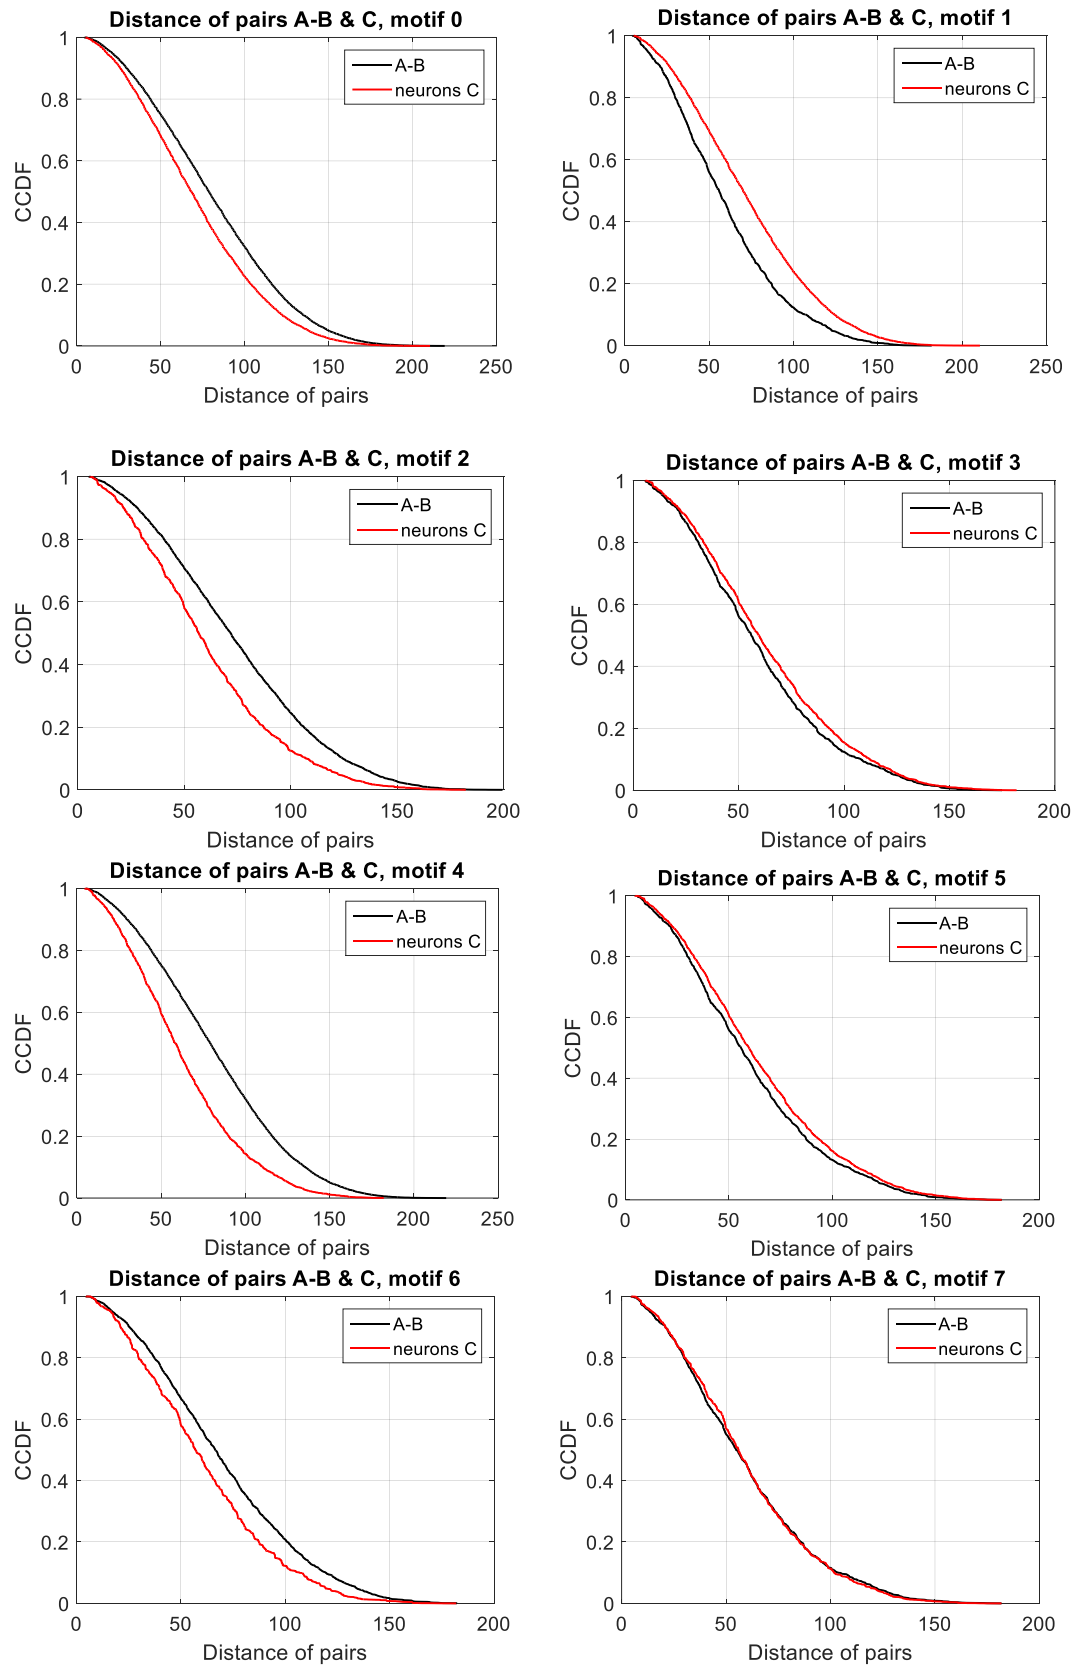 Distance of pairs A-B & C, motif 0
1
0.8
0.6
0.4
0.2
0
CCDF
A-B
neurons C
0 50 100 150 200 250
Distance of pairs
Distance of pairs A-B & C, motif 1
1
0.8
0.6
0.4
0.2
0
CCDF
A-B
neurons C
0 50 100 150 200 250
Distance of pairs
Distance of pairs A-B & C, motif 2
1
0.8
0.6
0.4
0.2
0
CCDF
A-B
neurons C
0 50 100 150 200
Distance of pairs
Distance of pairs A-B & C, motif 3
1
0.8
0.6
0.4
0.2
0
CCDF
A-B
neurons C
0 50 100 150 200
Distance of pairs
Distance of pairs A-B & C, motif 4
1
0.8
0.6
0.4
0.2
0
CCDF
A-B
neurons C
0 50 100 150 200 250
Distance of pairs
Distance of pairs A-B & C, motif 5
1
0.8
0.6
0.4
0.2
0
CCDF
A-B
neurons C
0 50 100 150 200
Distance of pairs
Distance of pairs A-B & C, motif 6
1
0.8
0.6
0.4
0.2
0
CCDF
A-B
neurons C
0 50 100 150 200
Distance of pairs
Distance of pairs A-B & C, motif 7
1
0.8
0.6
0.4
0.2
0
CCDF
A-B
neurons C
0 50 100 150 200
Distance of pairs